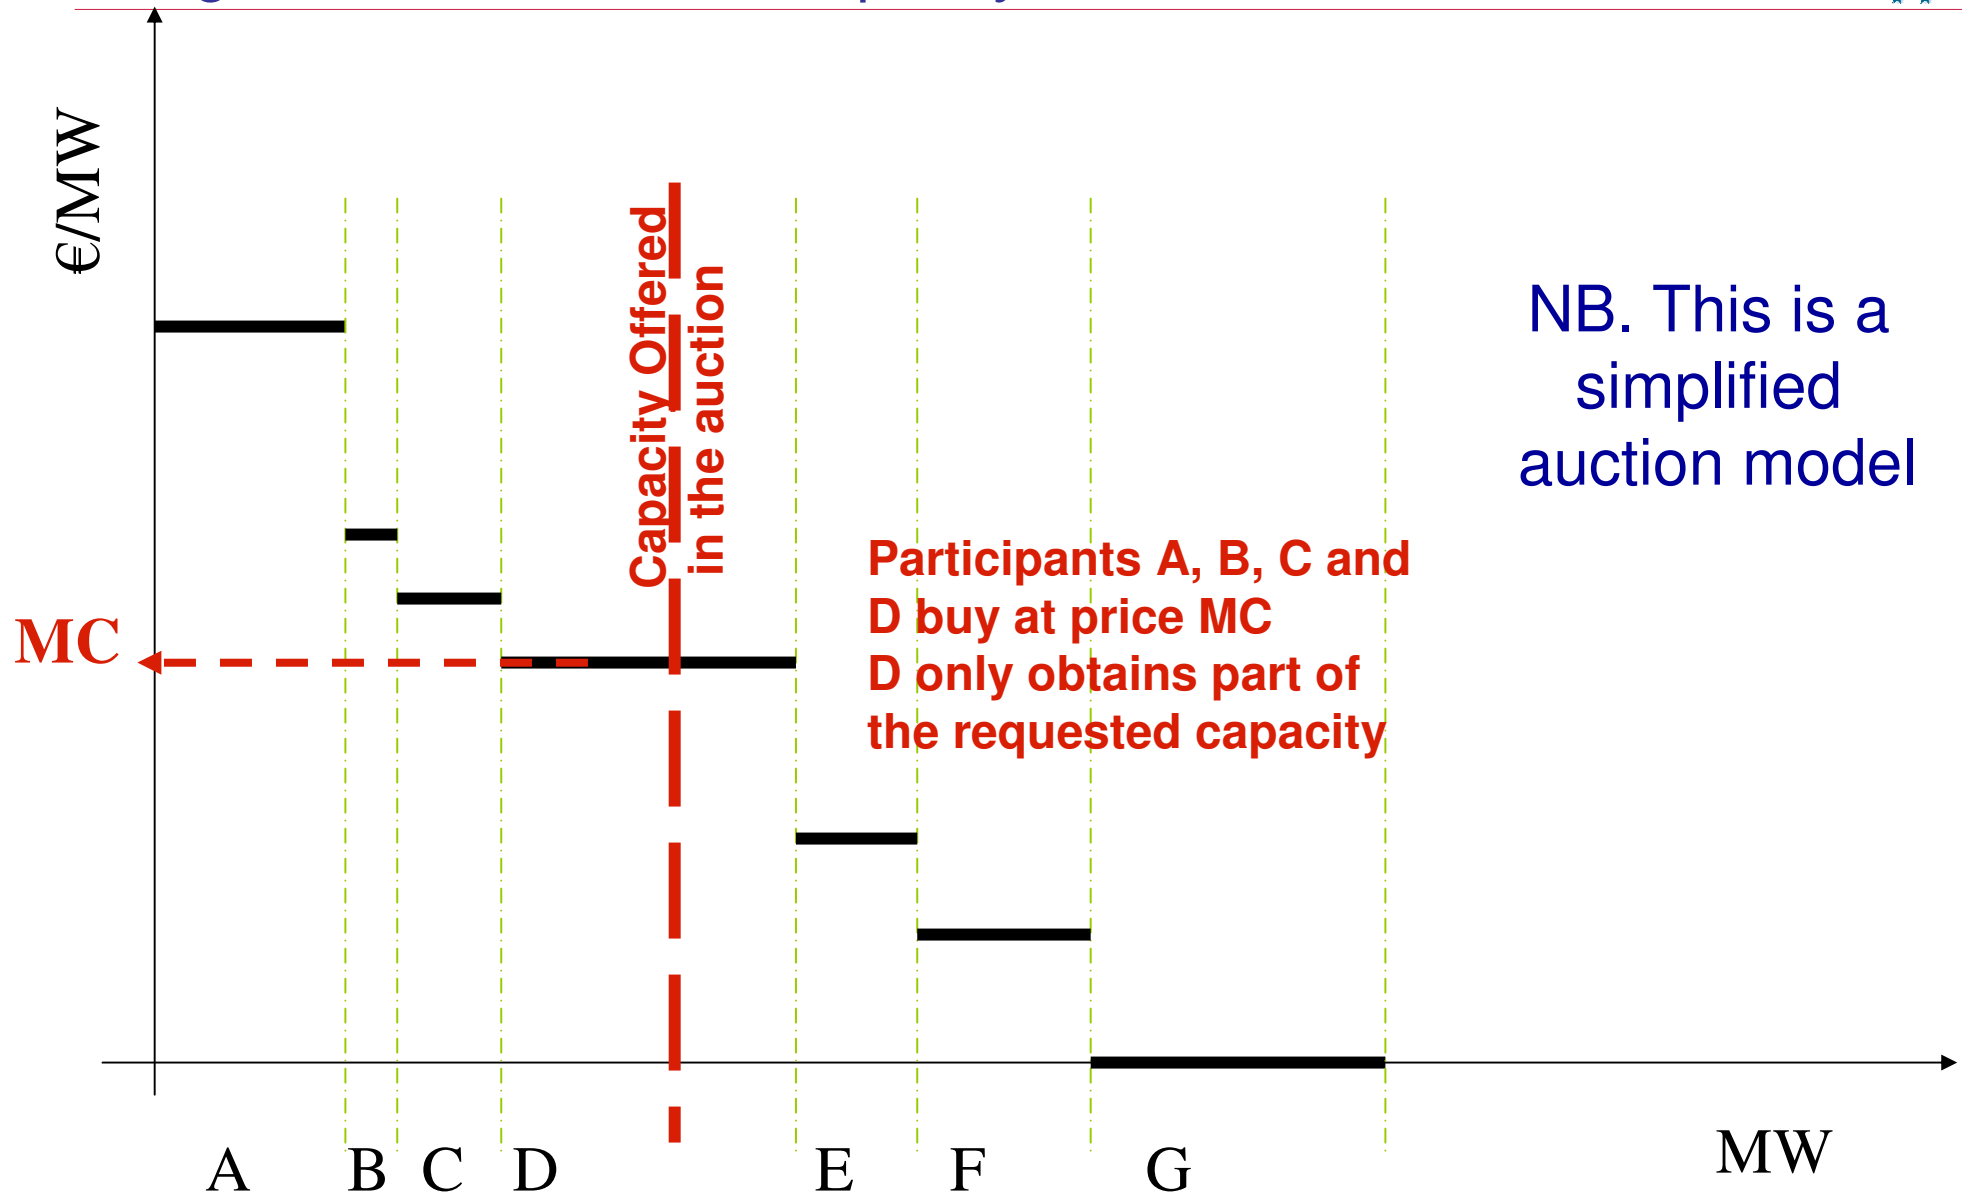 €/MW
Capacity Offered
in the auction
NB. This is a
simplified
auction model
Participants A, B, C and
D buy at price MC
D only obtains part of
the requested capacity
MC
A B C D E F G
MW